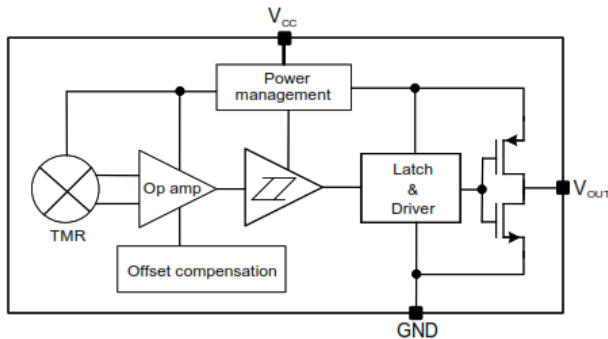 VCC
Power
management
Op amp
Latch
&
Driver
VOUT
TMR
Offset compensation
GND